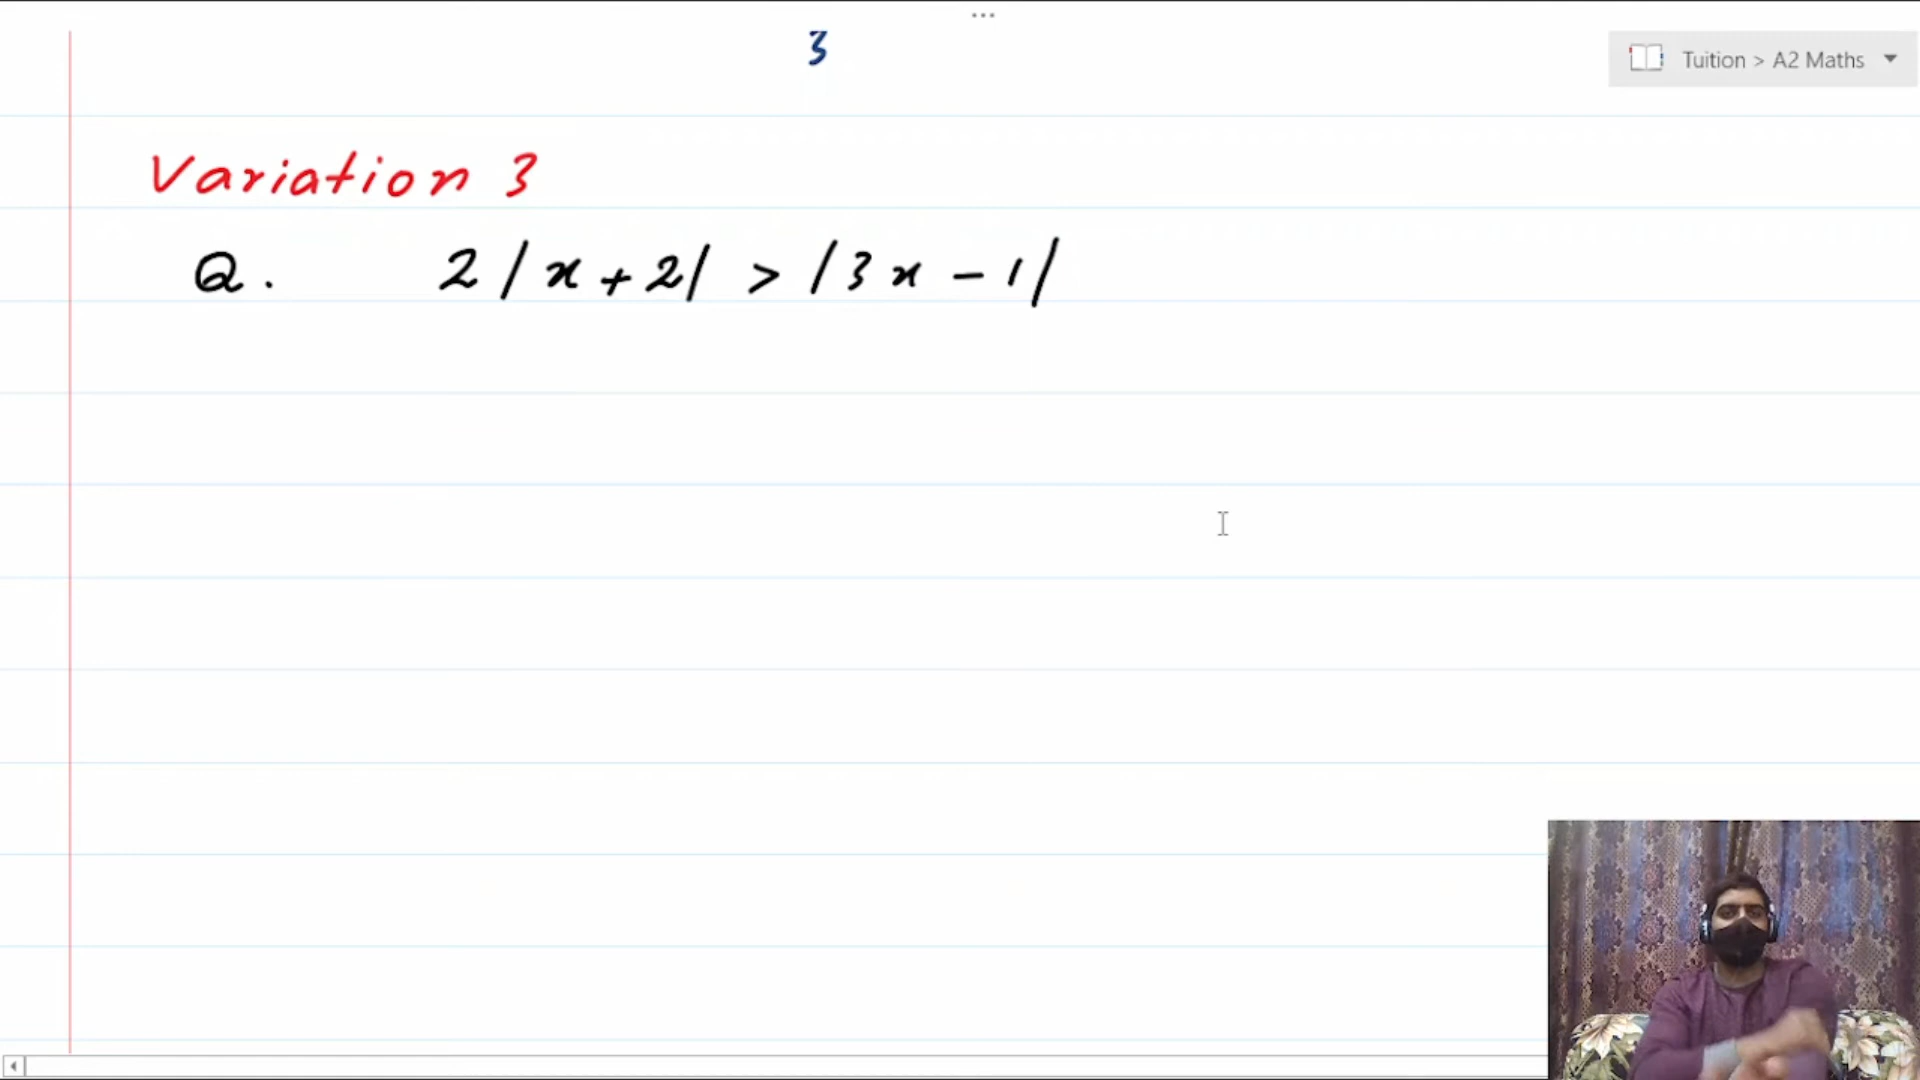 ...
3
Tuition > A2 Maths
Variation 3
Q. 2|x+2| > |3x-1|